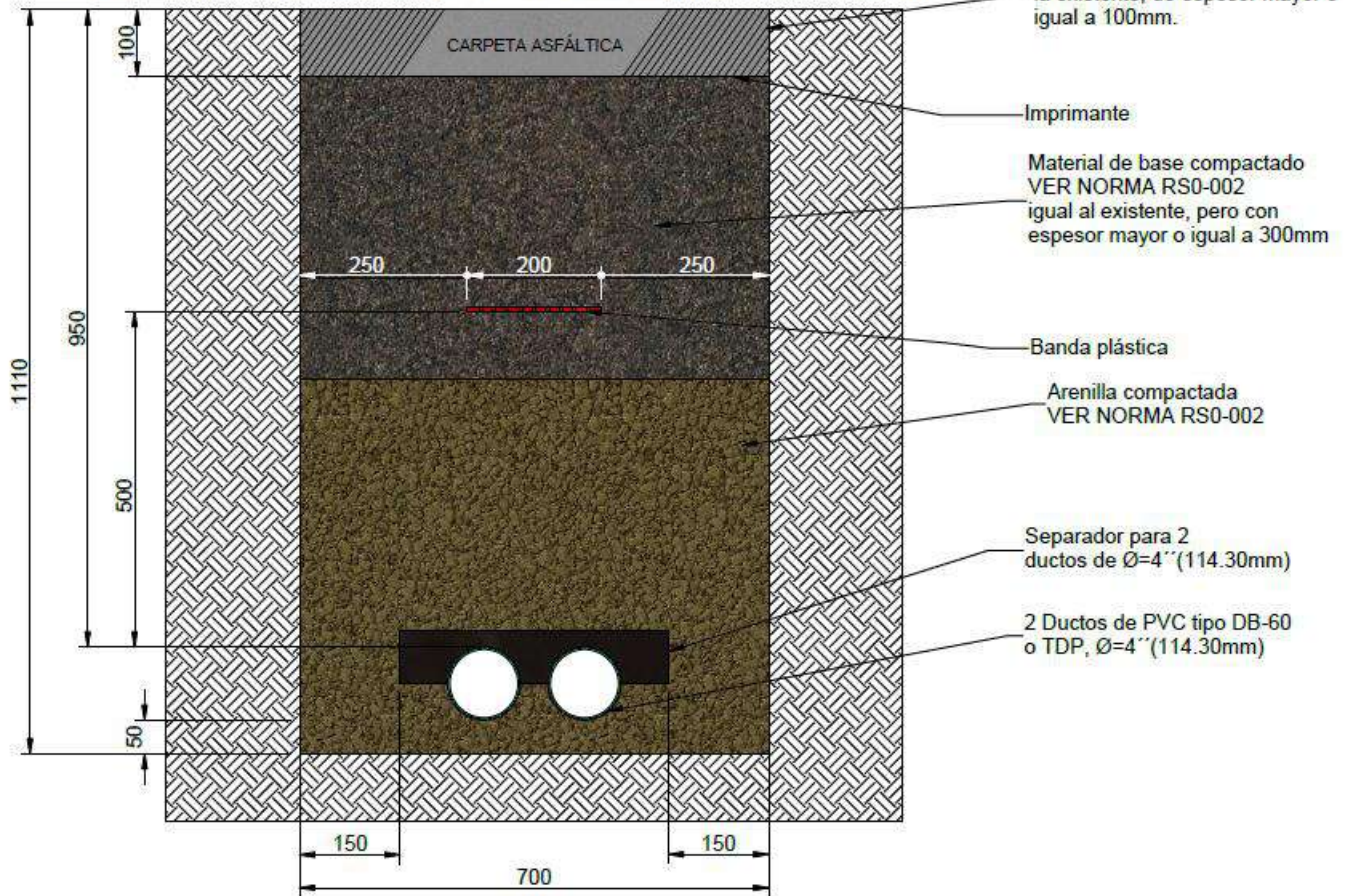 igual a 100mm.
CARPETA ASFÁLTICA
100
Imprimante
Material de base compactado
VER NORMA RS0-002
igual al existente, pero con
espesor mayor o igual a 300mm
250
200
250
950
1110
Banda plástica
Arenilla compactada
VER NORMA RS0-002
500
Separador para 2
ductos de Ø=4´´(114.30mm)
2 Ductos de PVC tipo DB-60
o TDP, Ø=4´´(114.30mm)
50
150
150
700